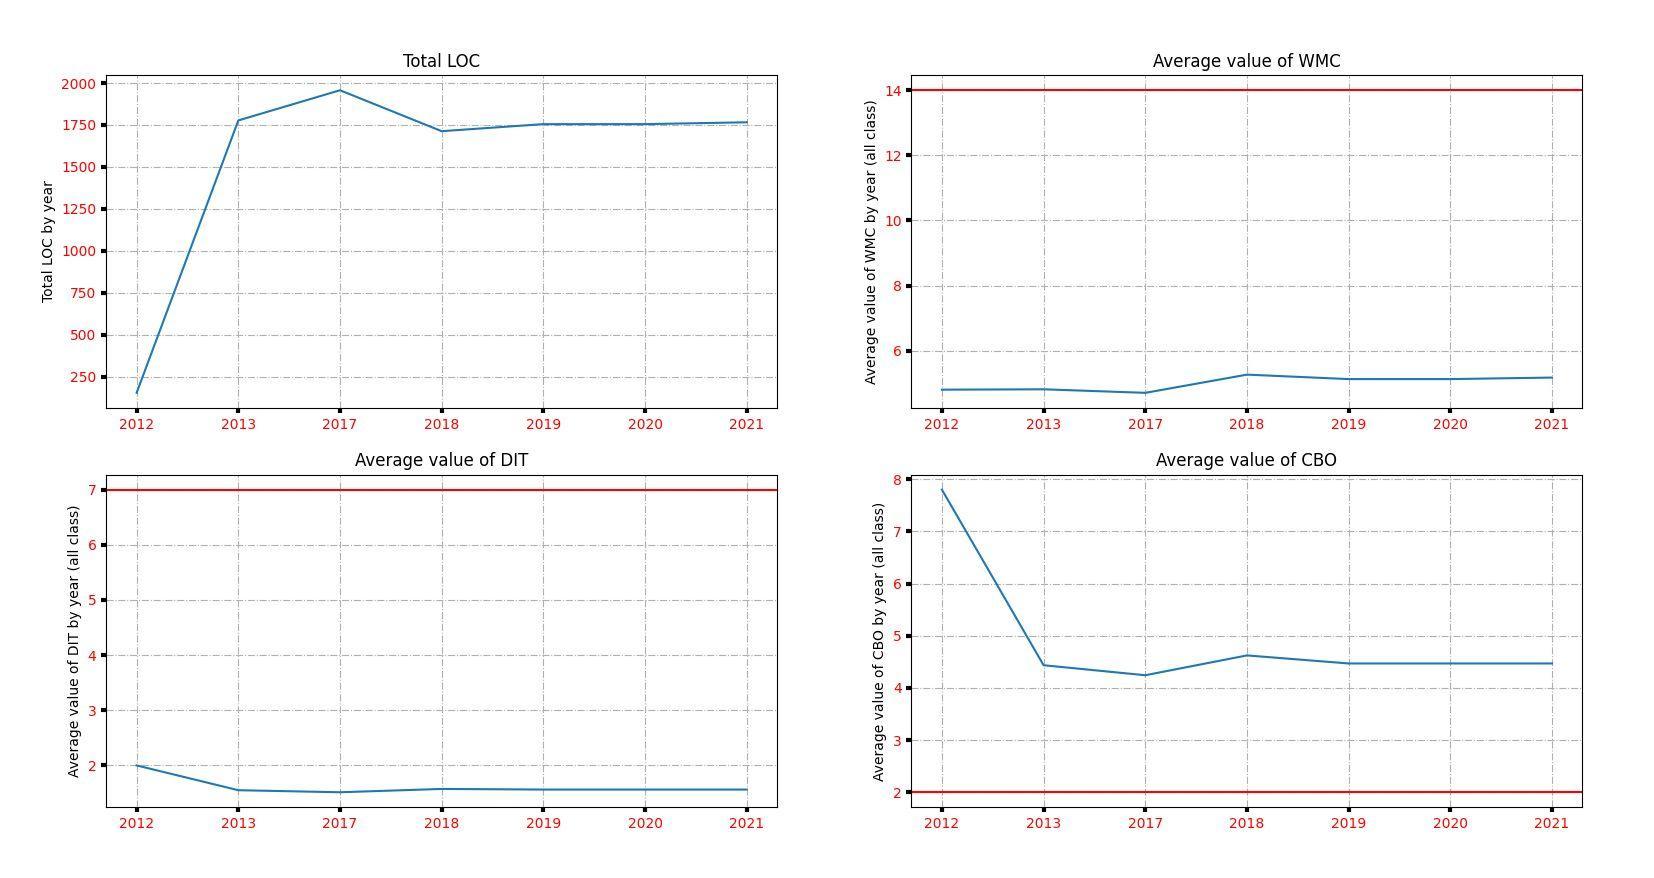 Total LOC
Total LOC by year
2000
1750
1500
1250
1000
750
500
250
2012 2013 2017 2018 2019 2020 2021
Average value of WMC
Average value of WMC by year (all class)
14
12
10
8
6
2012 2013 2017 2018 2019 2020 2021
Average value of DIT
Average value of DIT by year (all class)
7
6
5
4
3
2
2012 2013 2017 2018 2019 2020 2021
Average value of CBO
Average value of CBO by year (all class)
8
7
6
5
4
3
2
2012 2013 2017 2018 2019 2020 2021